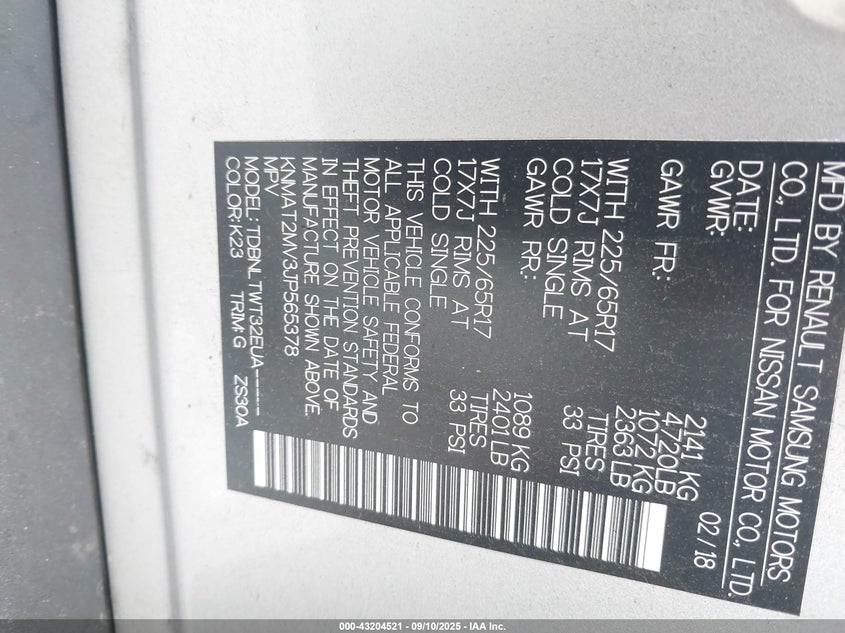 MFD BY RENAULT SAMSUNG MOTORS
CO., LTD. FOR NISSAN MOTOR CO., LTD.
DATE: 02/18
GVWR: 2141 KG
4720LB
GAWR FR: 1072 KG
2363 LB
WITH 225/65R17 TIRES
17X7J RIMS AT 33 PSI
COLD SINGLE
GAWR RR: 1089 KG
2401 LB
WITH 225/65R17 TIRES
17X7J RIMS AT 33 PSI
COLD SINGLE
THIS VEHICLE CONFORMS TO
ALL APPLICABLE FEDERAL
MOTOR VEHICLE SAFETY AND
THEFT PREVENTION STANDARDS
IN EFFECT ON THE DATE OF
MANUFACTURE SHOWN ABOVE.
KNMAT2MV3JP565378
MPV
MODEL: TDBNLTWT32EUA-----
COLOR:K23 TRIM:G ZS30A
000-43204521 - 09/10/2025 - IAA Inc.